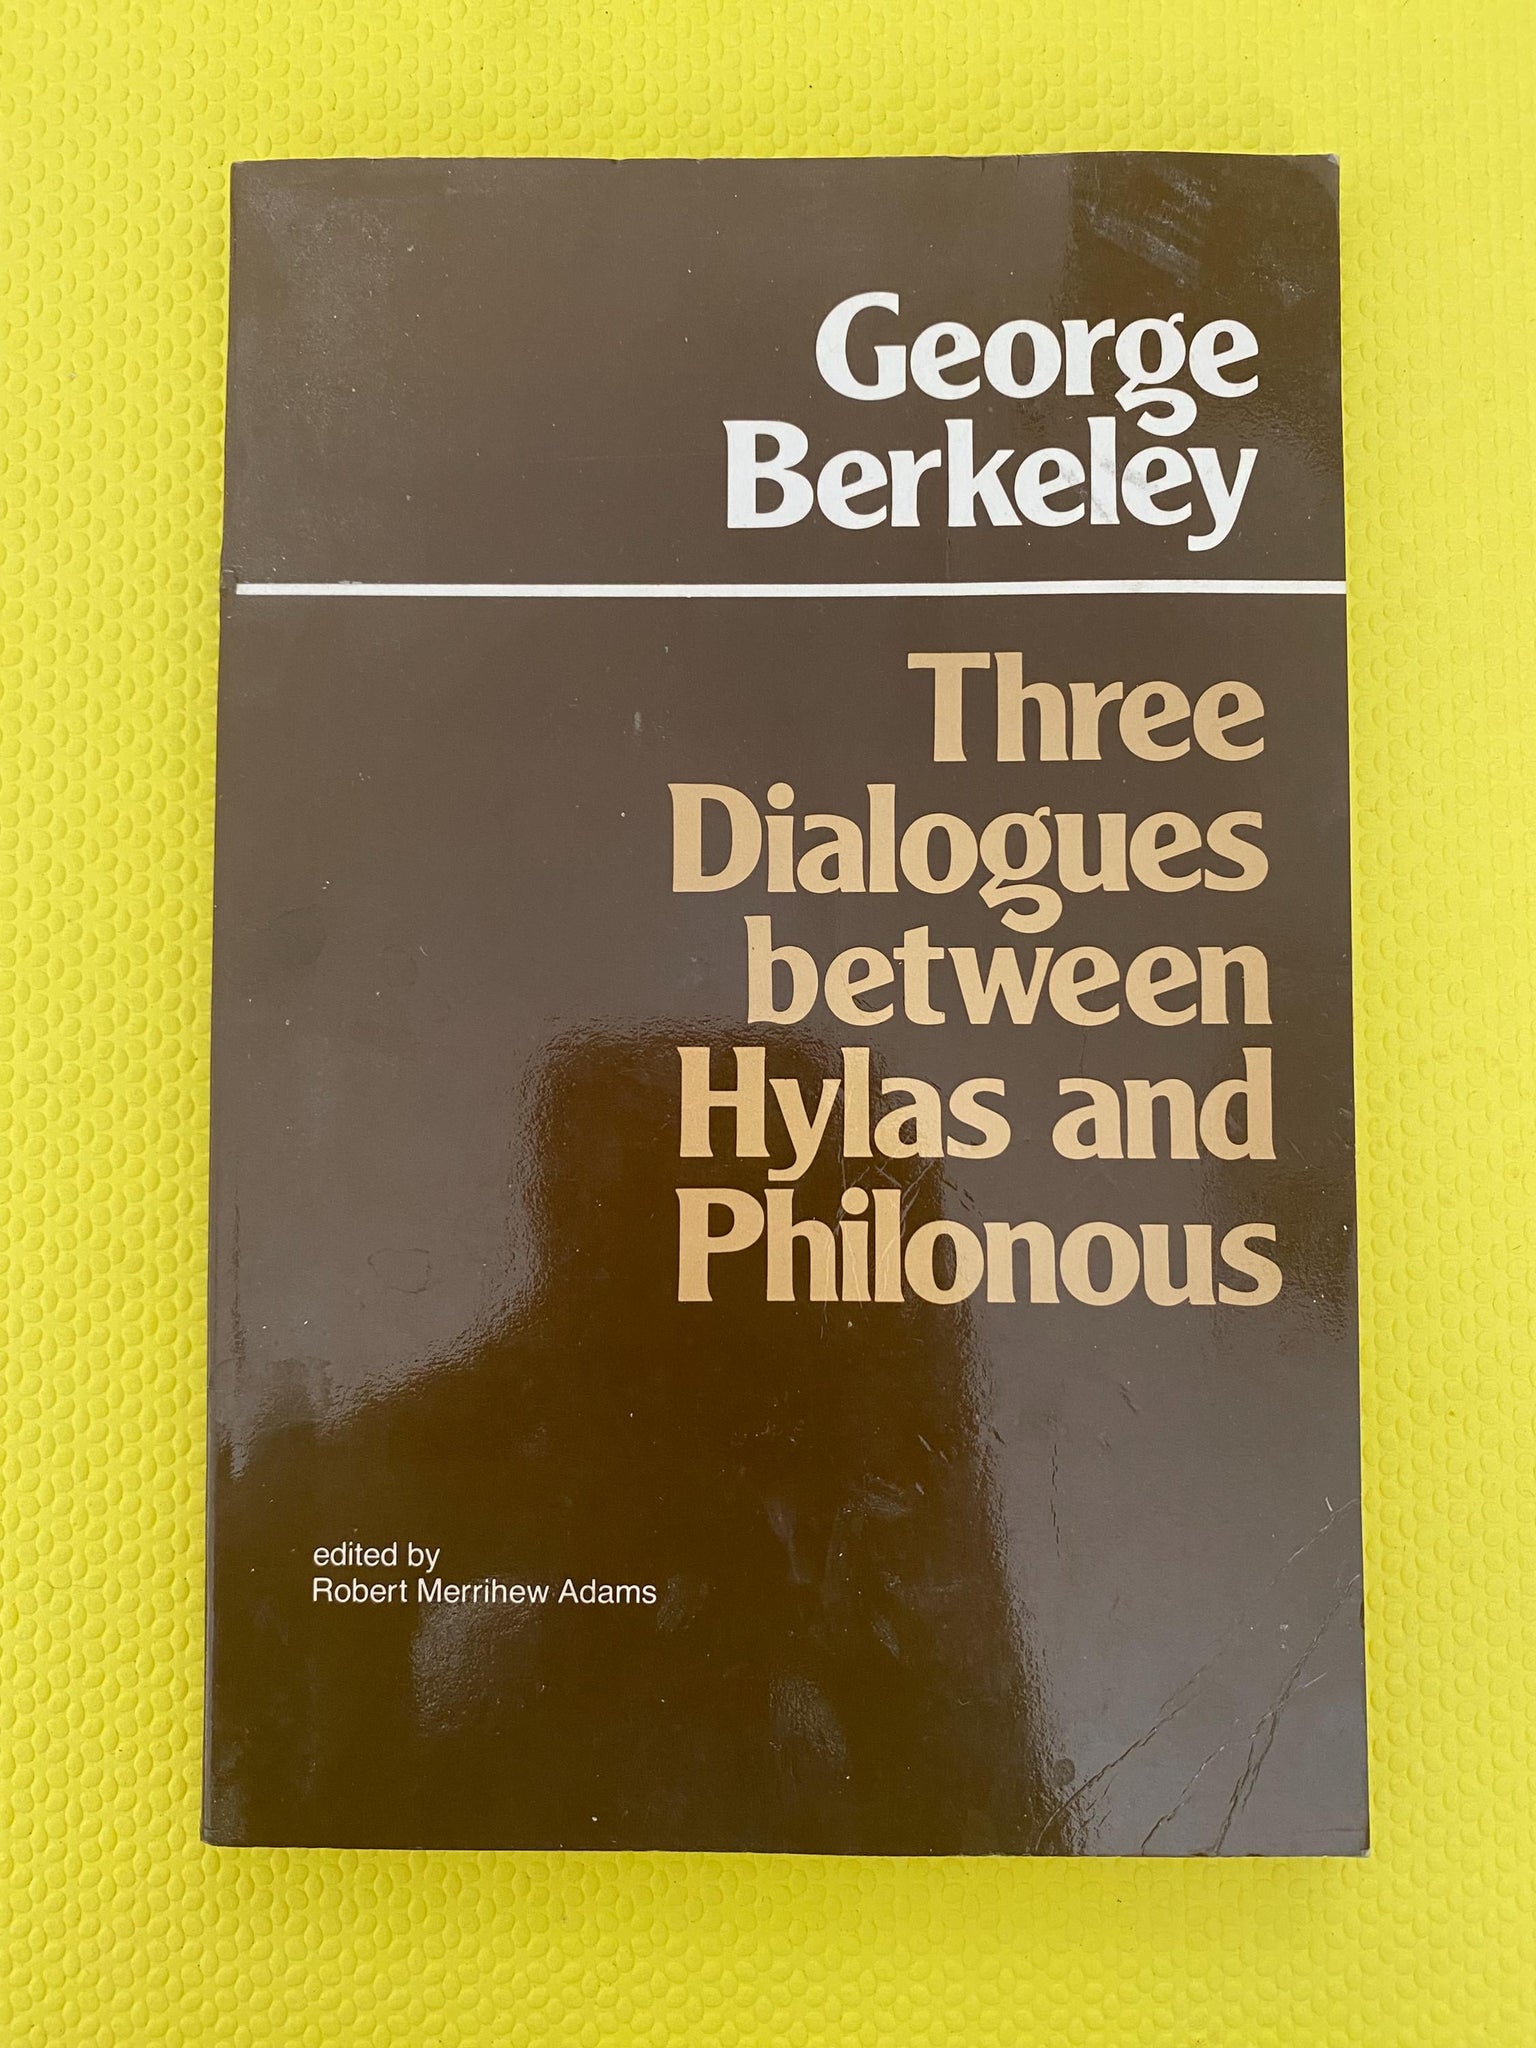 George
Berkeley
Three
Dialogues
between
Hylas and
Philonous
edited by
Robert Merrihew Adams